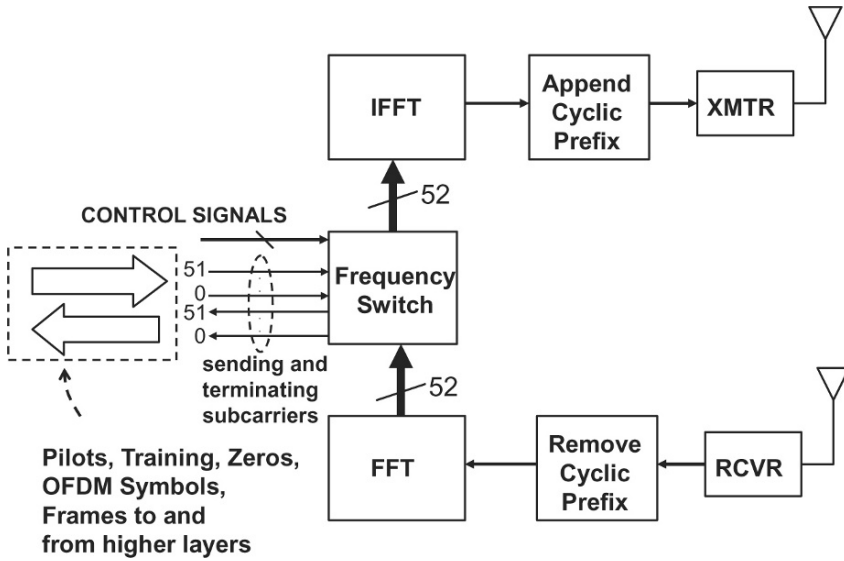 IFFT
Append
Cyclic
Prefix
XMTR
52
CONTROL SIGNALS
51
0
51
0
Frequency
Switch
sending and
terminating
subcarriers
52
FFT
Remove
Cyclic
Prefix
RCVR
Pilots, Training, Zeros,
OFDM Symbols,
Frames to and
from higher layers